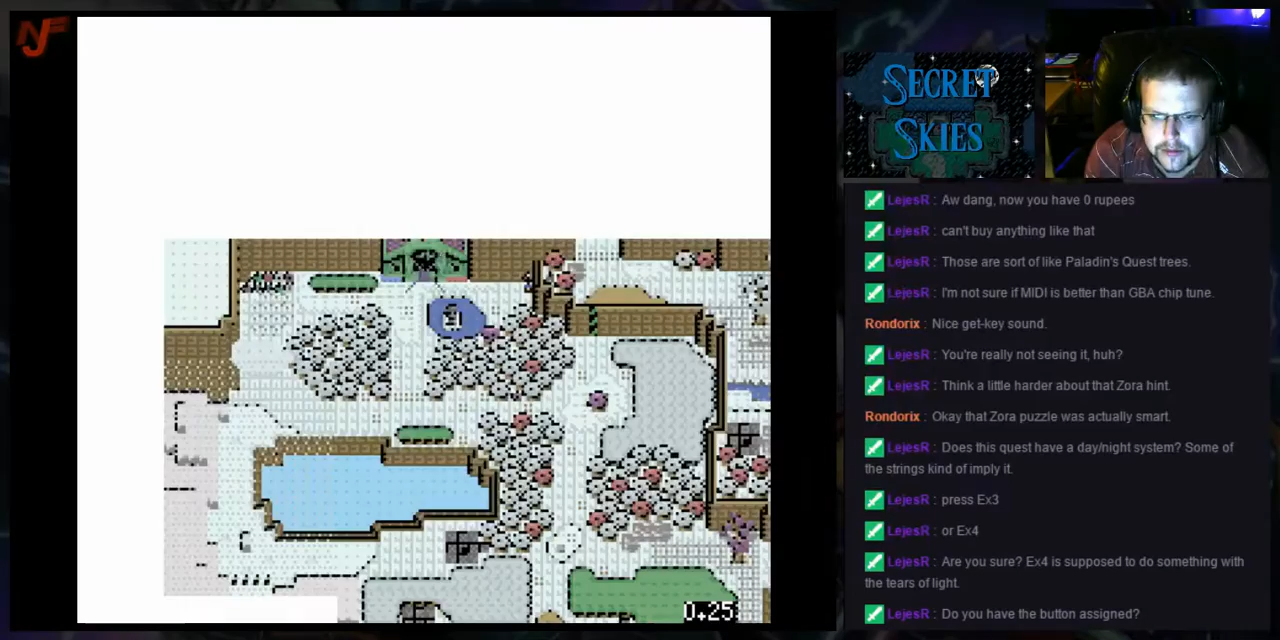 NJF
SECRET
SKIES
LejesR : Aw dang, now you have 0 rupees
LejesR : can't buy anything like that
LejesR : Those are sort of like Paladin's Quest trees.
LejesR : I'm not sure if MIDI is better than GBA chip tune.
Rondorix : Nice get-key sound.
LejesR : You're really not seeing it, huh?
LejesR : Think a little harder about that Zora hint.
Rondorix : Okay that Zora puzzle was actually smart.
LejesR : Does this quest have a day/night system? Some of
the strings kind of imply it.
LejesR : press Ex3
LejesR : or Ex4
LejesR : Are you sure? Ex4 is supposed to do something with
the tears of light.
LejesR : Do you have the button assigned?
0.25